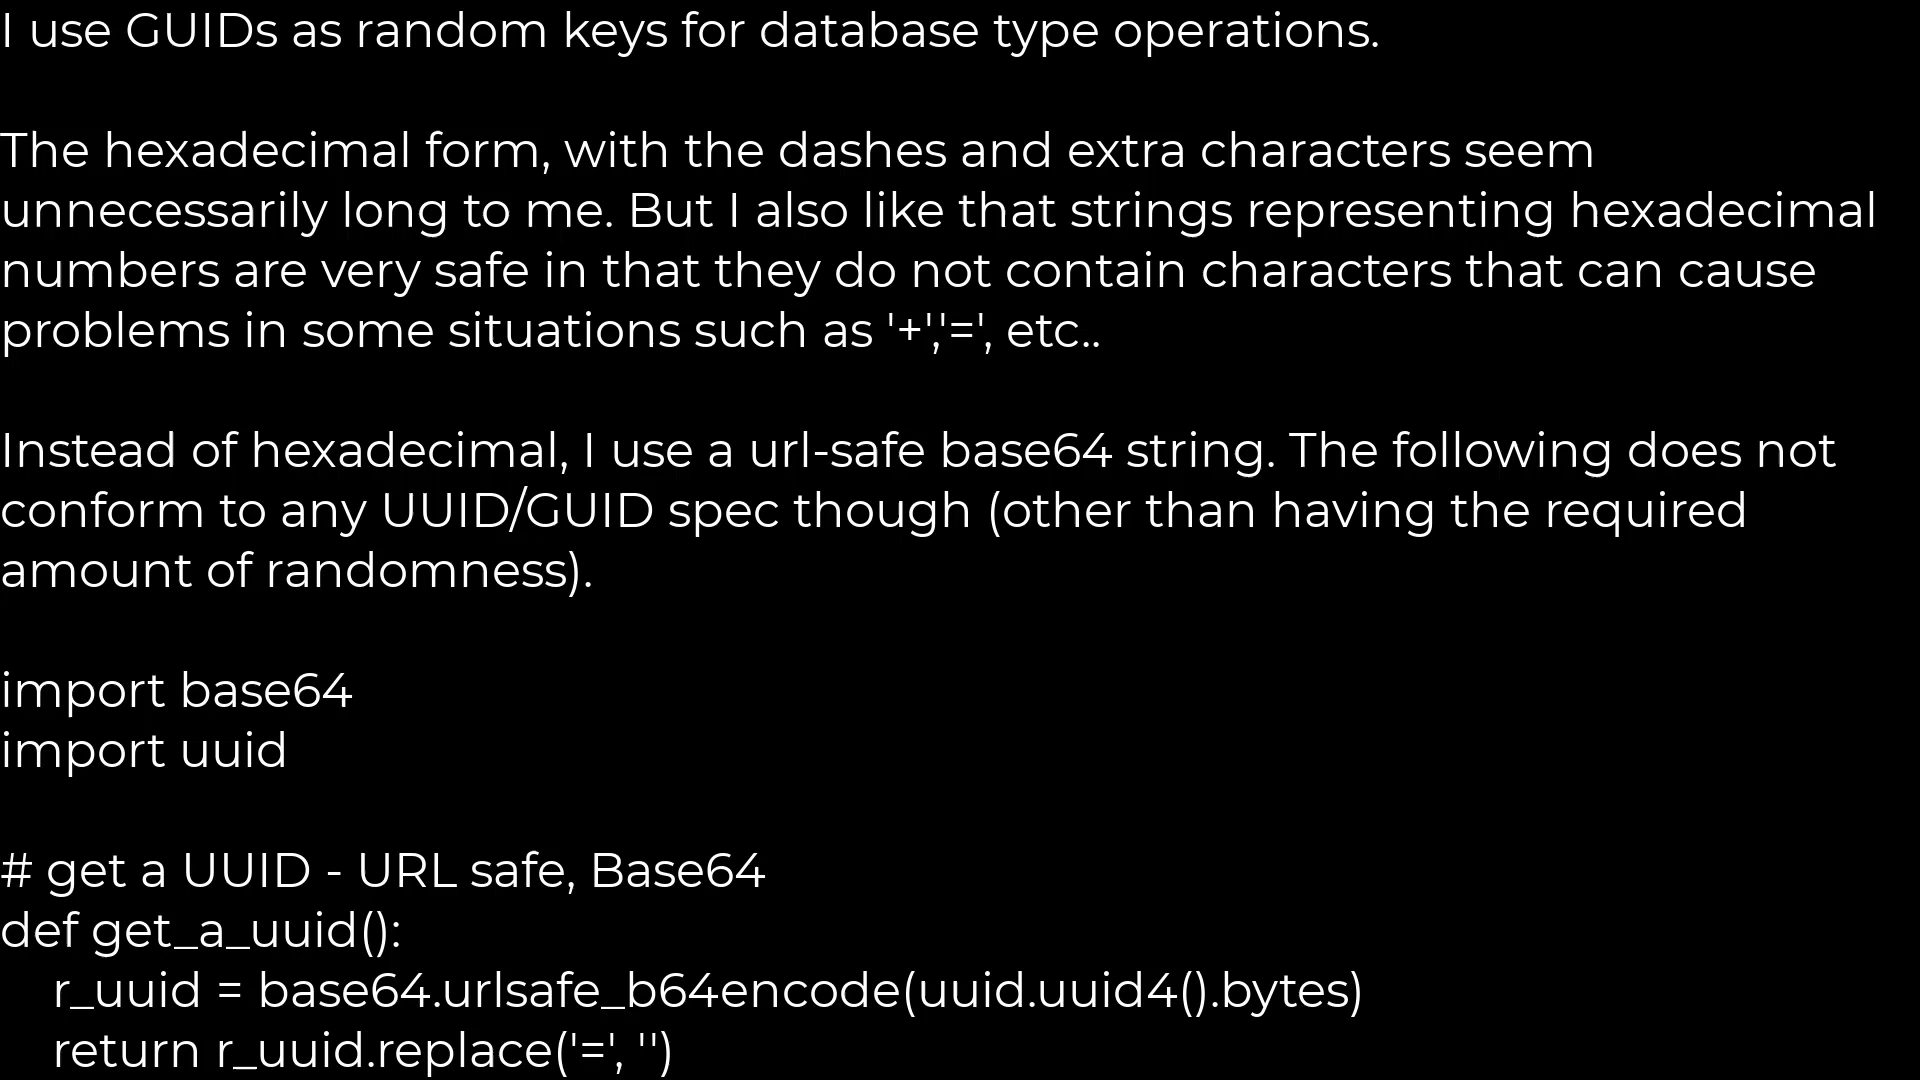 I use GUIDs as random keys for database type operations.
The hexadecimal form, with the dashes and extra characters seem
unnecessarily long to me. But I also like that strings representing hexadecimal
numbers are very safe in that they do not contain characters that can cause
problems in some situations such as '+','=', etc..
Instead of hexadecimal, I use a url-safe base64 string. The following does not
conform to any UUID/GUID spec though (other than having the required
amount of randomness).
import base64
import uuid
# get a UUID - URL safe, Base64
def get_a_uuid():
    r_uuid = base64.urlsafe_b64encode(uuid.uuid4().bytes)
    return r_uuid.replace('=', '')